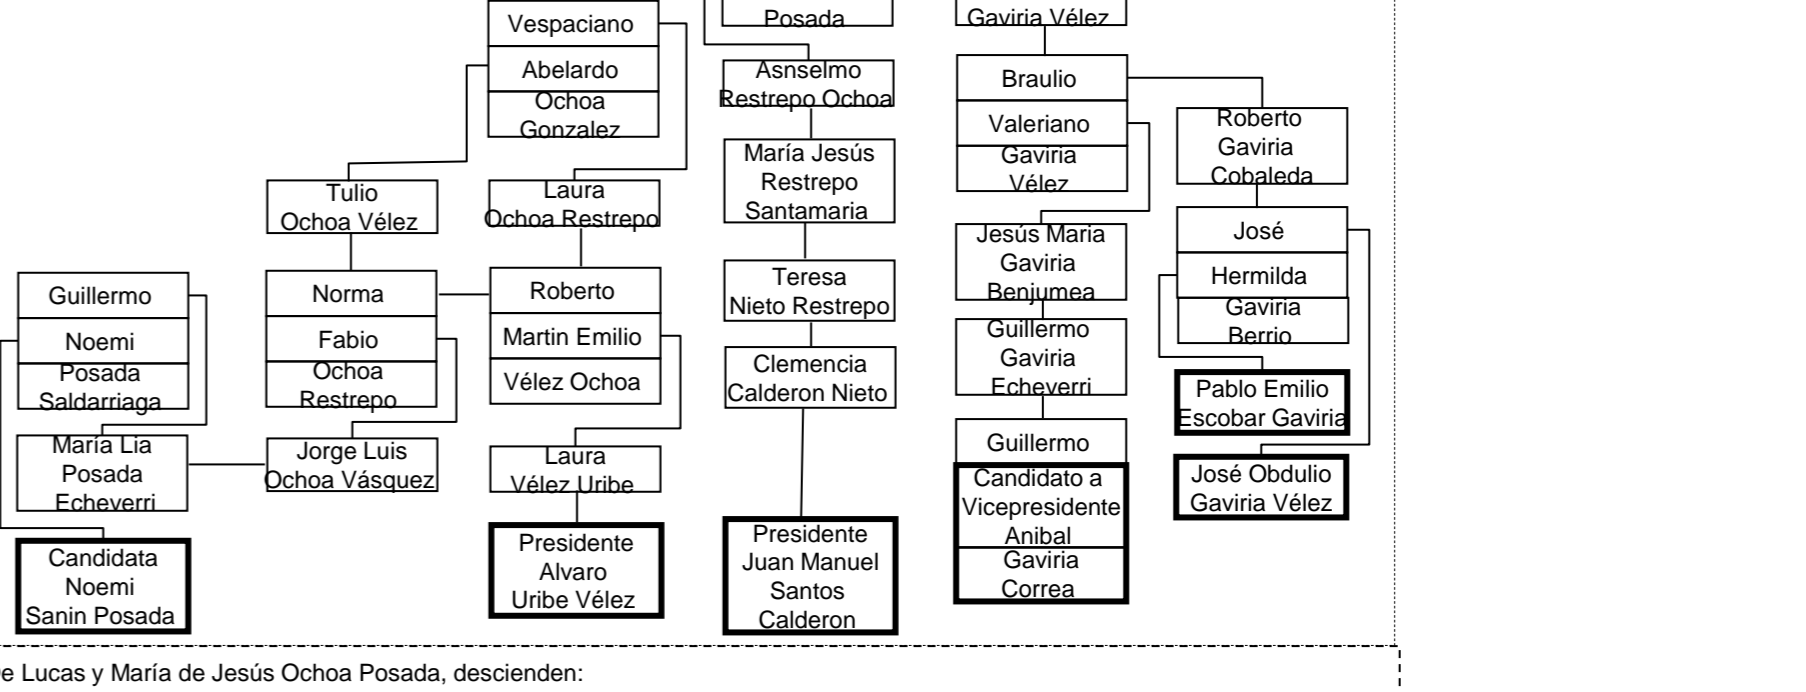 Vespaciano
Abelardo
Ochoa
Gonzalez
Tulio
Ochoa Vélez
Laura
Ochoa Restrepo
Guillermo
Noemi
Posada
Saldarriaga
Norma
Fabio
Ochoa
Restrepo
Roberto
Martin Emilio
Vélez Ochoa
María Lia
Posada
Echeverri
Jorge Luis
Ochoa Vásquez
Laura
Vélez Uribe
Candidata
Noemi
Sanin Posada
Presidente
Alvaro
Uribe Vélez
Posada
Asnselmo
Restrepo Ochoa
María Jesús
Restrepo
Santamaria
Teresa
Nieto Restrepo
Clemencia
Calderon Nieto
Presidente
Juan Manuel
Santos
Calderon
Gaviria Vélez
Braulio
Valeriano
Gaviria
Vélez
Jesús Maria
Gaviria
Benjumea
Guillermo
Gaviria
Echeverri
Guillermo
Candidato a
Vicepresidente
Anibal
Gaviria
Correa
Roberto
Gaviria
Cobaleda
José
Hermilda
Gaviria
Berrio
Pablo Emilio
Escobar Gaviria
José Obdulio
Gaviria Vélez
e Lucas y María de Jesús Ochoa Posada, descienden: